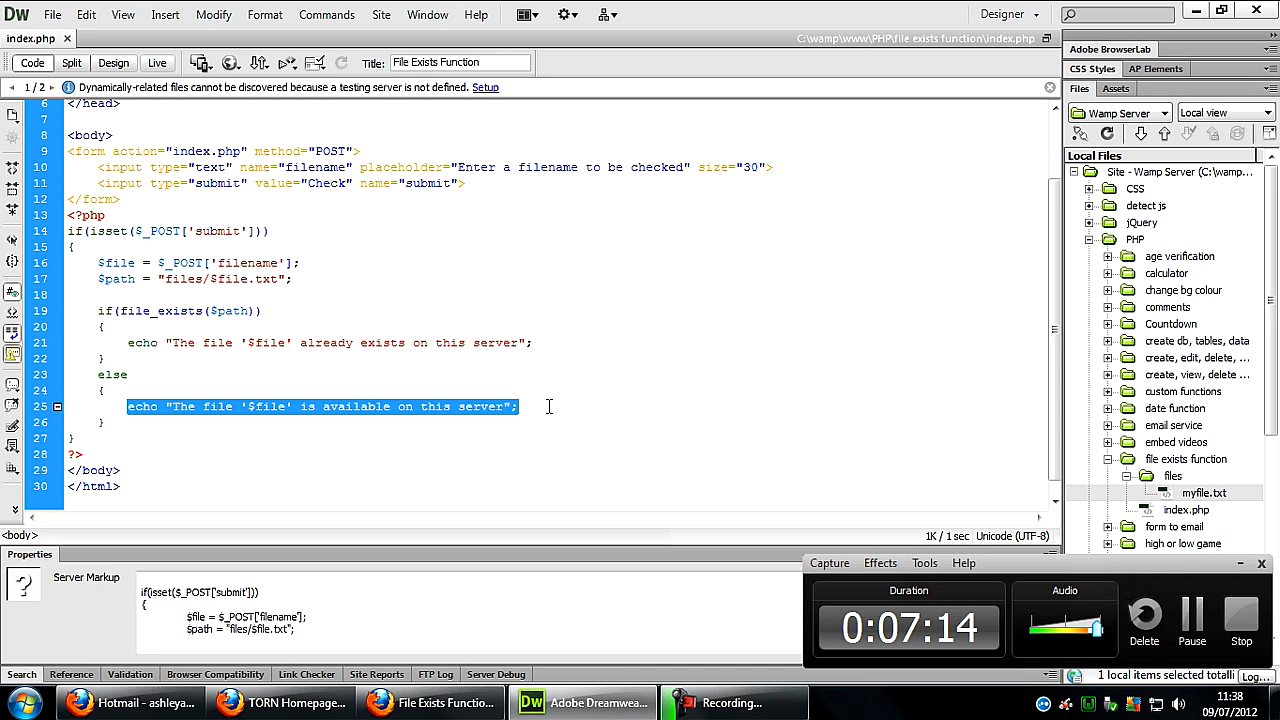 Dw File Edit View Insert Modify Format Commands Site Window Help Designer
index.php × C:\wamp\www\PHP\file exists function\index.php
Code Split Design Live Title: File Exists Function
1 / 2 Dynamically-related files cannot be discovered because a testing server is not defined. Setup
6 </head>
7
8 <body>
9 <form action="index.php" method="POST">
10 <input type="text" name="filename" placeholder="Enter a filename to be checked" size="30">
11 <input type="submit" value="Check" name="submit">
12 </form>
13 <?php
14 if(isset($_POST['submit']))
15 {
16 $file = $_POST['filename'];
17 $path = "files/$file.txt";
18
19 if(file_exists($path))
20 {
21 echo "The file '$file' already exists on this server";
22 }
23 else
24 {
25 echo "The file '$file' is available on this server";
26 }
27 }
28 ?>
29 </body>
30 </html>
<body> 1K / 1 sec Unicode (UTF-8)
Properties
Server Markup
if(isset($_POST['submit']))
{
$file = $_POST['filename'];
$path = "files/$file.txt";
Search Reference Validation Browser Compatibility Link Checker Site Reports FTP Log Server Debug
Adobe BrowserLab
CSS Styles AP Elements
Files Assets
Wamp Server Local view
Local Files
Site - Wamp Server (C:\wamp...
CSS
detect js
jQuery
PHP
age verification
calculator
change bg colour
comments
Countdown
create db, tables, data
create, edit, delete, ...
create, view, delete ...
custom functions
date function
email service
embed videos
file exists function
files
myfile.txt
index.php
form to email
high or low game
Capture Effects Tools Help
Duration Audio
0:07:14
Delete Pause Stop
1 local items selected totalli Log...
Hotmail - ashleya... TORN Homepage... File Exists Functio... Dw Adobe Dreamwea... Recording...
11:38
09/07/2012